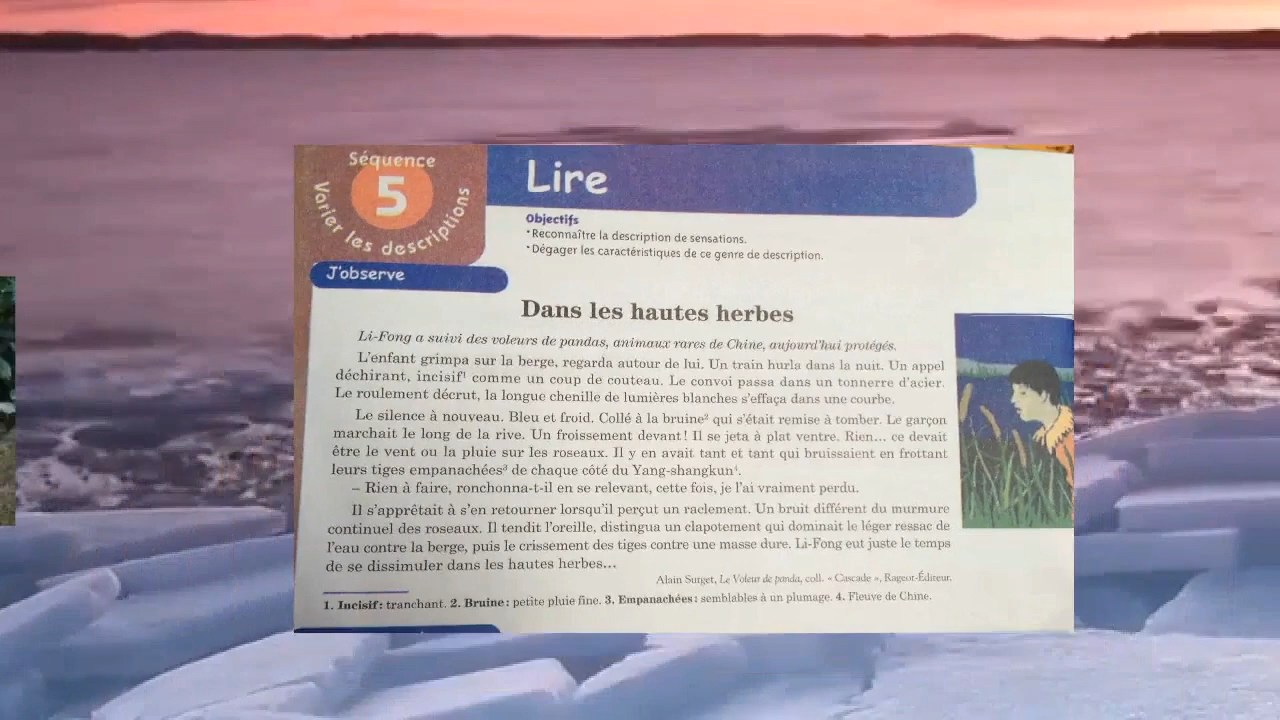 Séquence
5
Varier les descriptions
Lire
Objectifs
•Reconnaître la description de sensations.
•Dégager les caractéristiques de ce genre de description.
J'observe
Dans les hautes herbes
Li-Fong a suivi des voleurs de pandas, animaux rares de Chine, aujourd'hui protégés.
L'enfant grimpa sur la berge, regarda autour de lui. Un train hurla dans la nuit. Un appel
déchirant, incisif¹ comme un coup de couteau. Le convoi passa dans un tonnerre d'acier.
Le roulement décrut, la longue chenille de lumières blanches s'effaça dans une courbe.
Le silence à nouveau. Bleu et froid. Collé à la bruine² qui s'était remise à tomber. Le garçon
marchait le long de la rive. Un froissement devant! Il se jeta à plat ventre. Rien... ce devait
être le vent ou la pluie sur les roseaux. Il y en avait tant et tant qui bruissaient en frottant
leurs tiges empanachées³ de chaque côté du Yang-shangkun⁴.
– Rien à faire, ronchonna-t-il en se relevant, cette fois, je l'ai vraiment perdu.
Il s'apprêtait à s'en retourner lorsqu'il perçut un raclement. Un bruit différent du murmure
continuel des roseaux. Il tendit l'oreille, distingua un clapotement qui dominait le léger ressac de
l'eau contre la berge, puis le crissement des tiges contre une masse dure. Li-Fong eut juste le temps
de se dissimuler dans les hautes herbes...
Alain Surget, Le Voleur de panda, coll. « Cascade », Rageot-Éditeur.
1. Incisif : tranchant. 2. Bruine : petite pluie fine. 3. Empanachées : semblables à un plumage. 4. Fleuve de Chine.